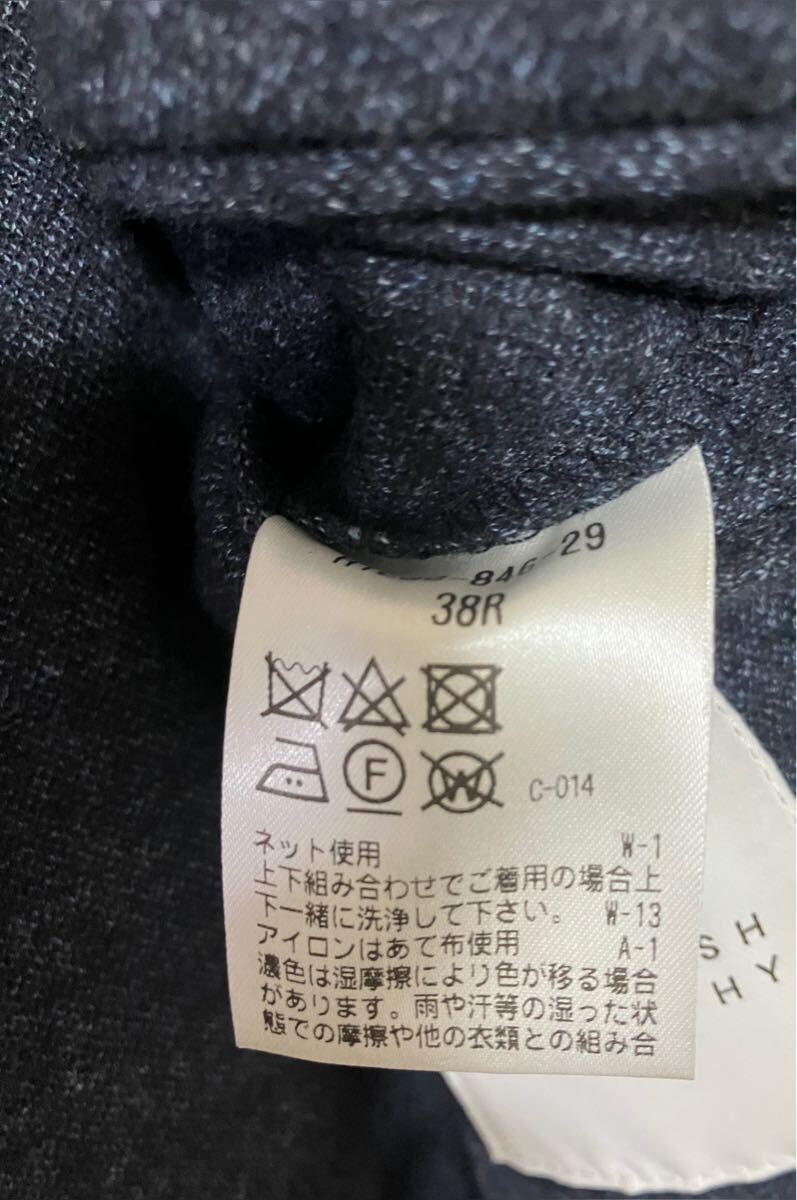 -29
38R
F
W
C-014
ネット使用 W-1
上下組み合わせでご着用の場合上
下一緒に洗浄して下さい。 W-13
アイロンはあて布使用 A-1
濃色は湿摩擦により色が移る場合
があります。雨や汗等の湿った状
態での摩擦や他の衣類との組み合
SH
HY